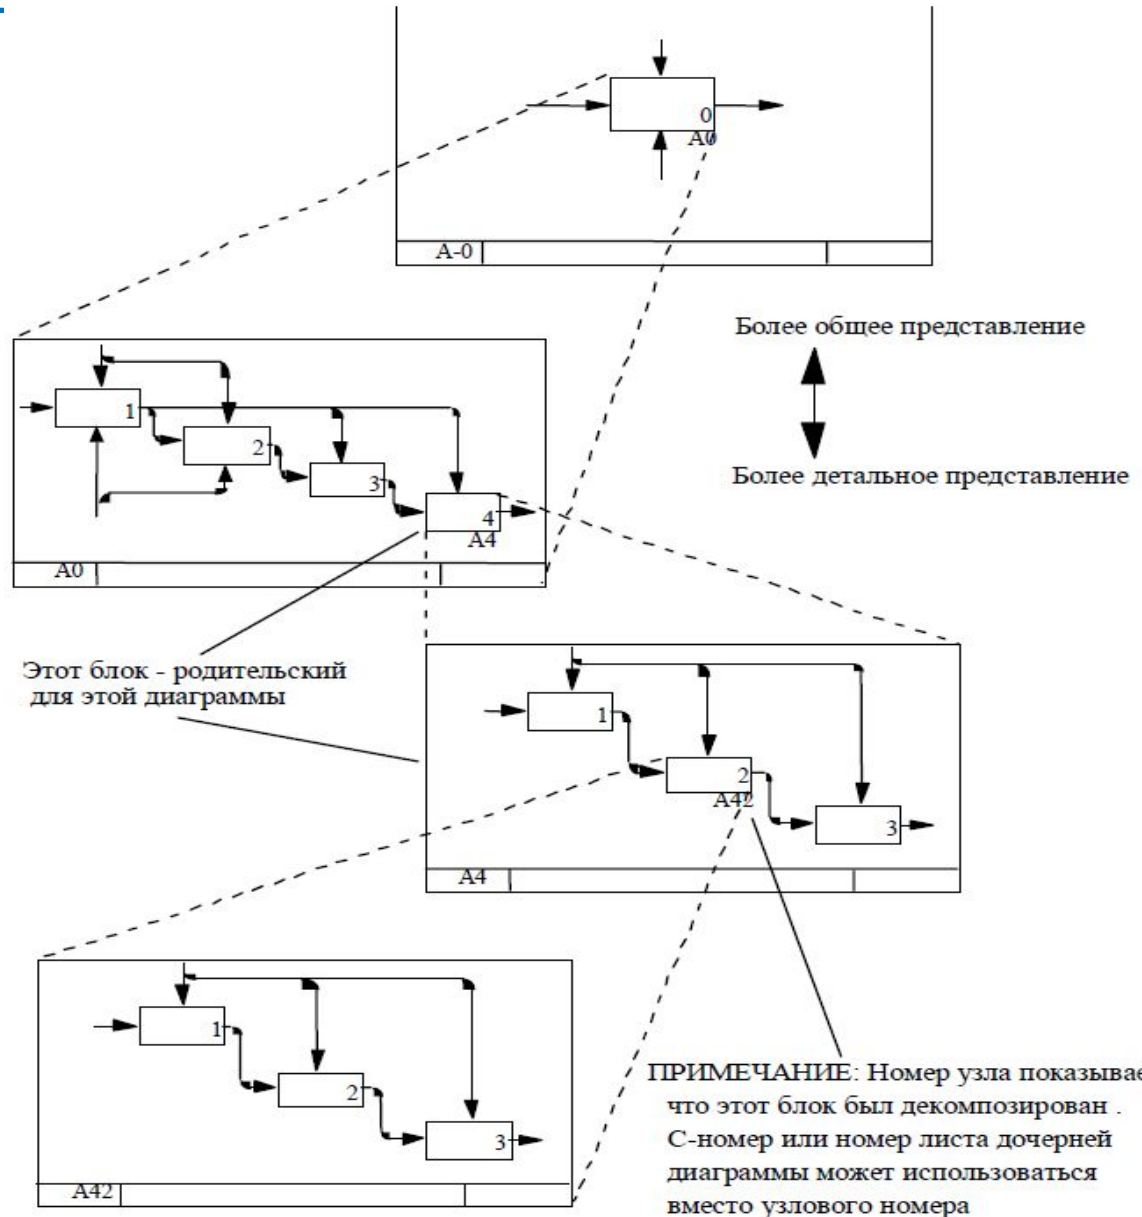 0
A0
A-0
Более общее представление
Более детальное представление
1
2
3
4
A4
A0
Этот блок - родительский
для этой диаграммы
1
2
A42
3
A4
1
2
3
A42
ПРИМЕЧАНИЕ: Номер узла показывае
что этот блок был декомпозирован .
С-номер или номер листа дочерней
диаграммы может использоваться
вместо узлового номера